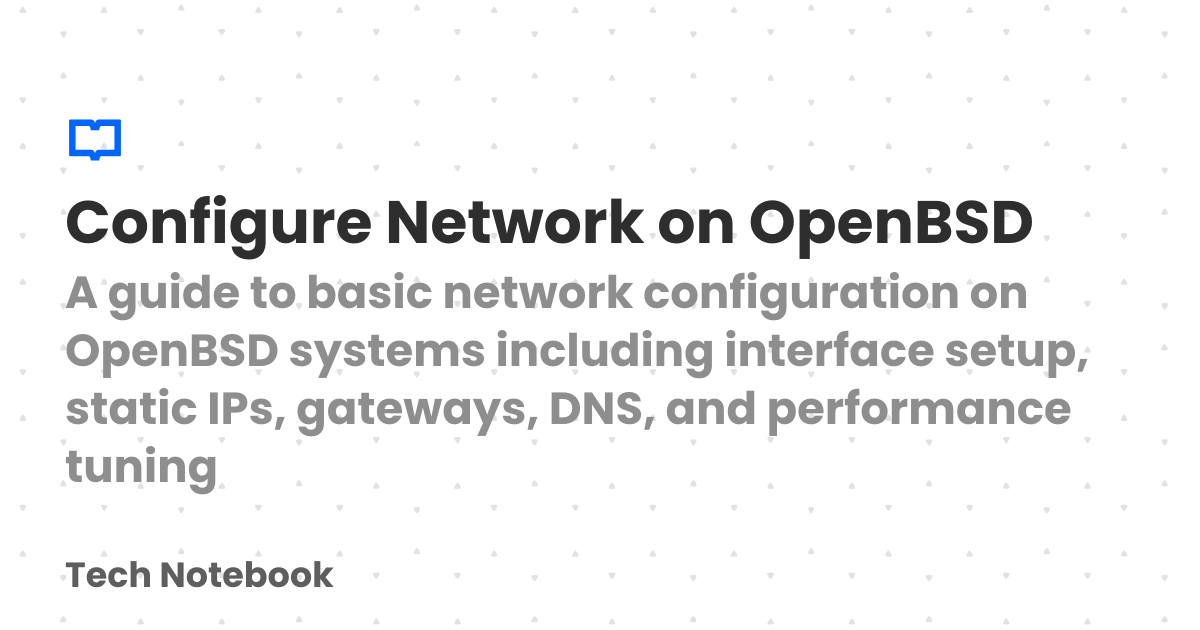 Configure Network on OpenBSD
A guide to basic network configuration on
OpenBSD systems including interface setup,
static IPs, gateways, DNS, and performance
tuning
Tech Notebook